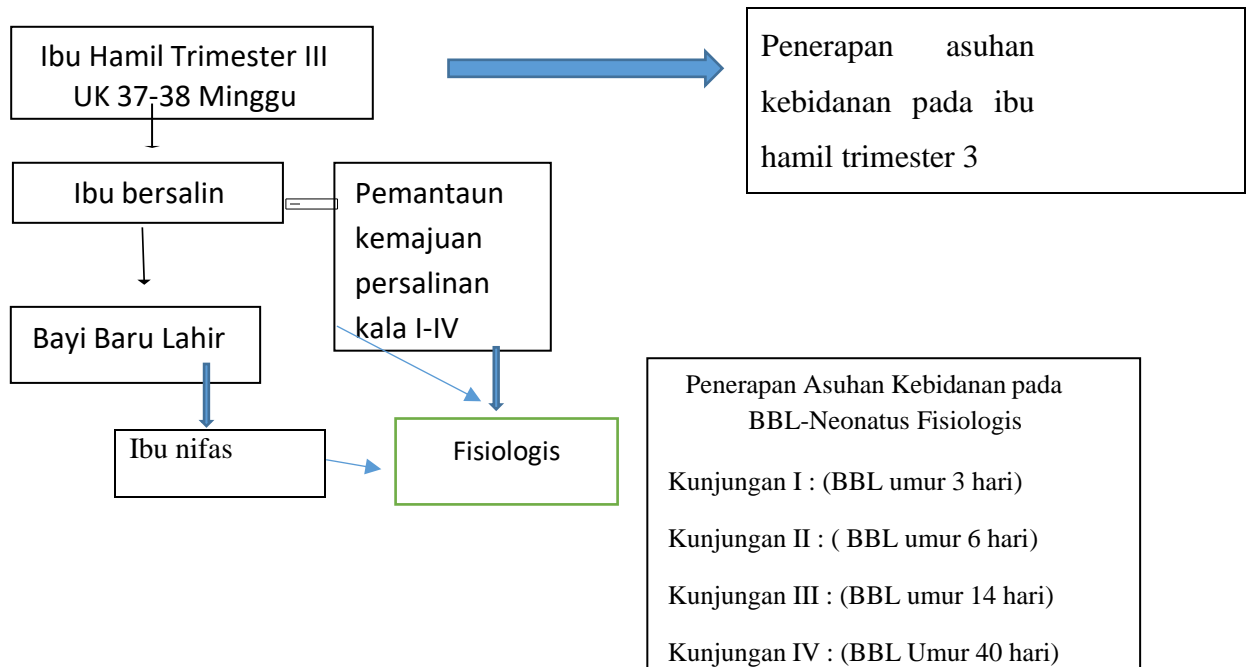 Ibu Hamil Trimester III
UK 37-38 Minggu
Penerapan asuhan
kebidanan pada ibu
hamil trimester 3
Ibu bersalin
Pemantaun
kemajuan
persalinan
kala I-IV
Bayi Baru Lahir
Ibu nifas
Fisiologis
Penerapan Asuhan Kebidanan pada
BBL-Neonatus Fisiologis
Kunjungan I : (BBL umur 3 hari)
Kunjungan II : ( BBL umur 6 hari)
Kunjungan III : (BBL umur 14 hari)
Kunjungan IV : (BBL Umur 40 hari)